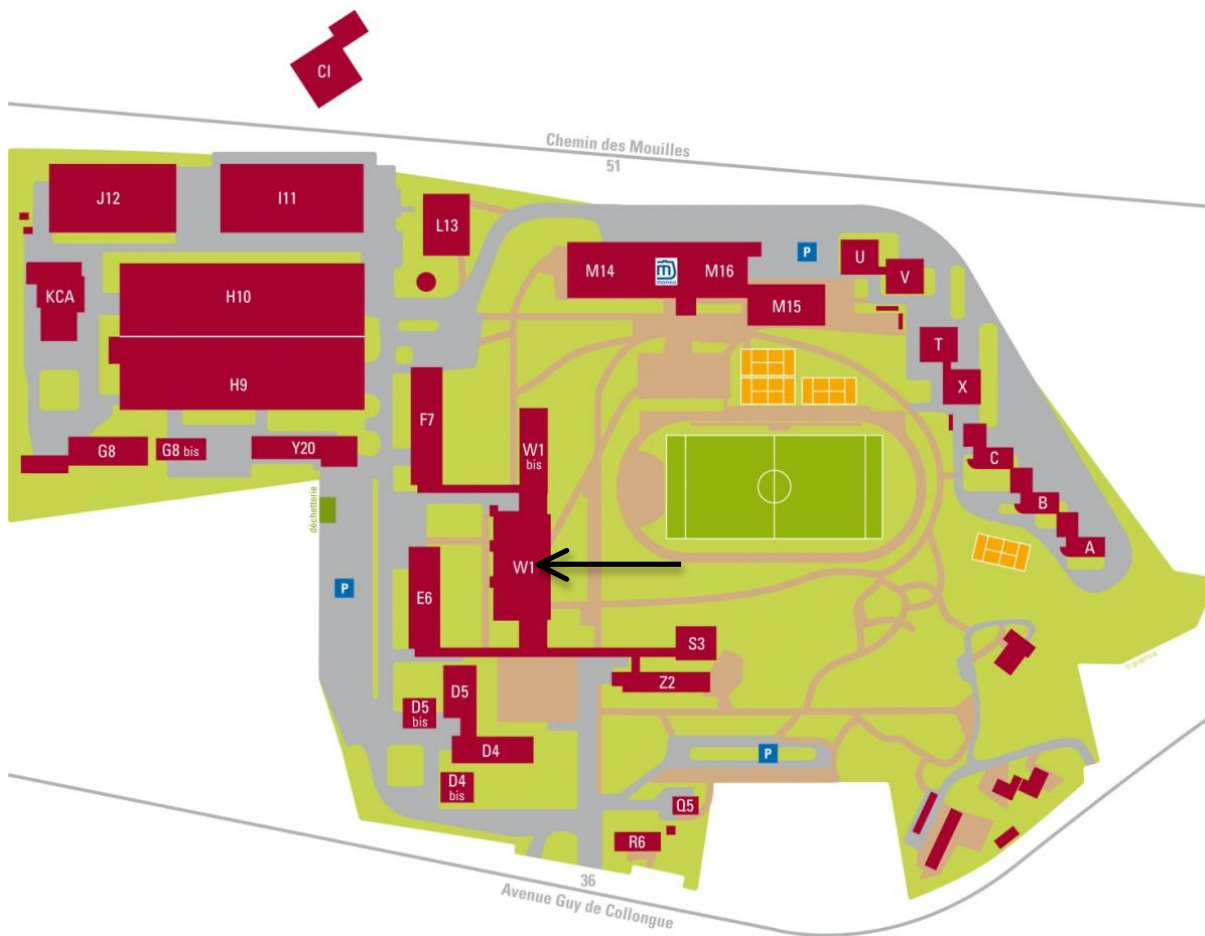 CI
Chemin des Mouilles
51
J12
I11
L13
M14
M16
P
U
V
KCA
H10
M15
T
H9
X
F7
G8
G8 bis
Y20
W1
bis
C
B
déchetterie
A
W1
P
E6
S3
Z2
D5
D5
bis
D4
P
D4
bis
Q5
R6
36
Avenue Guy de Collongue